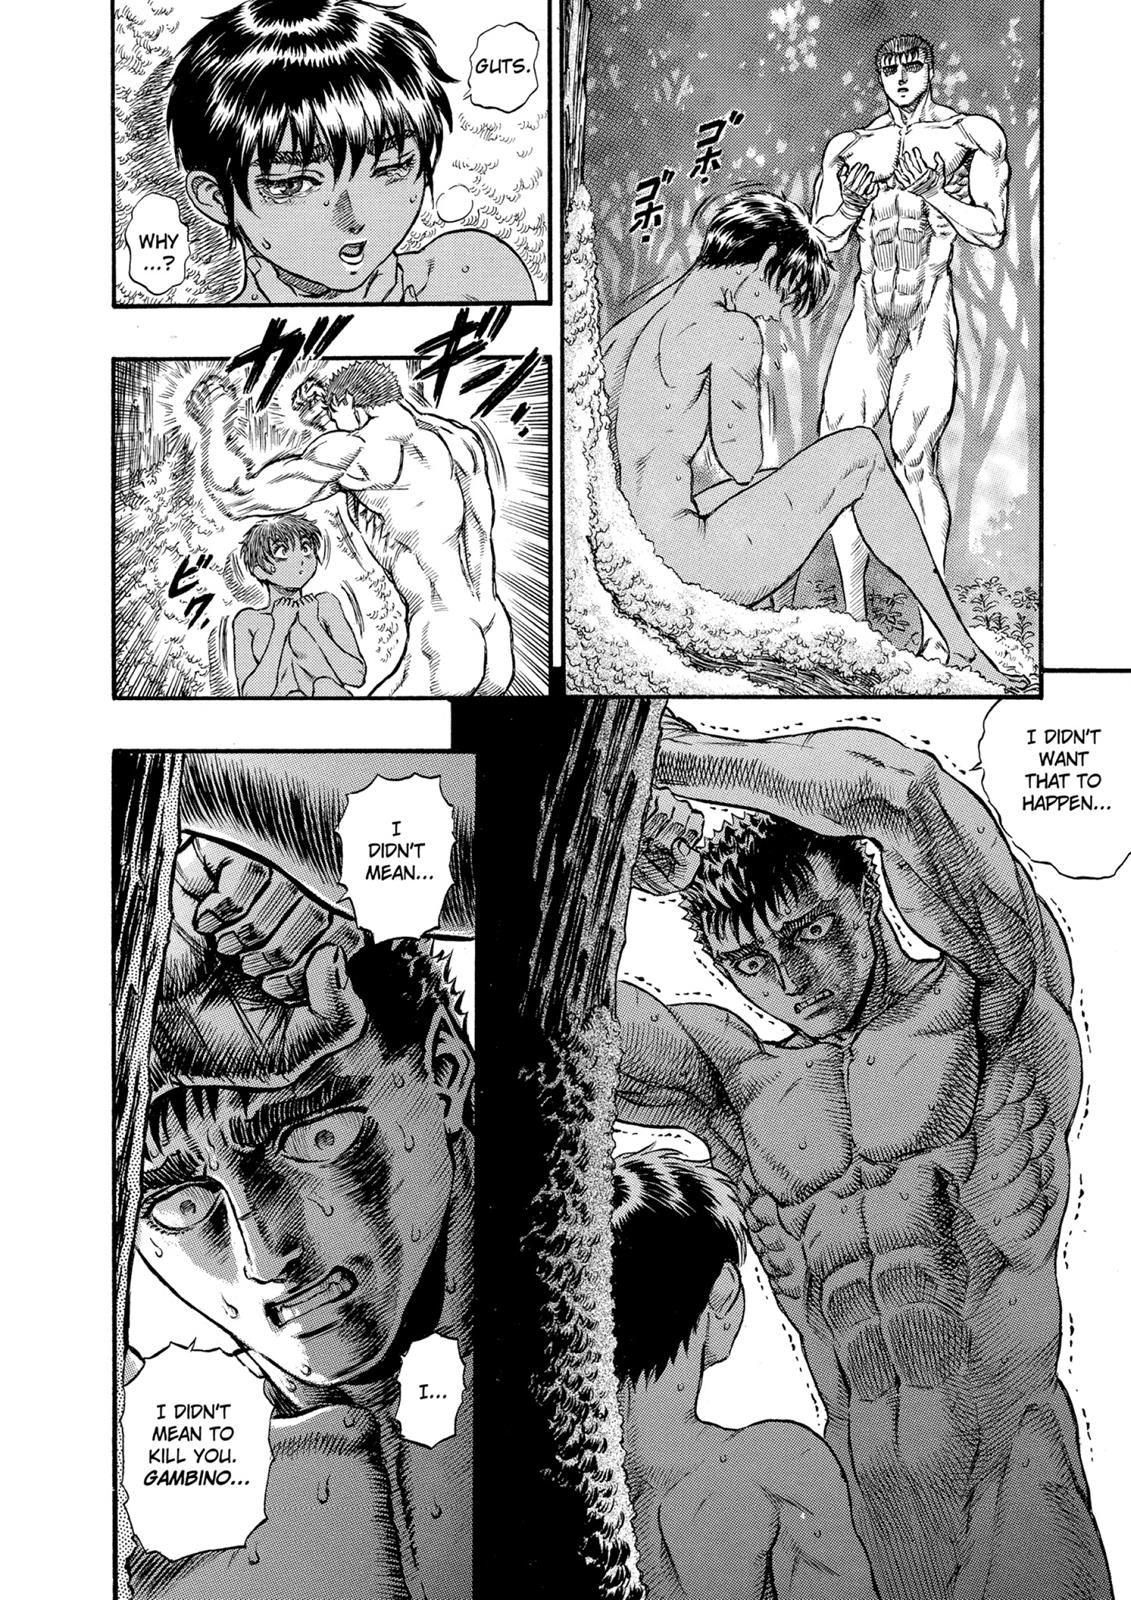 ゴホ.
ゴホ.
GUTS.
WHY
...?
ガ
ギーン.
ビク.
I DIDN'T
WANT
THAT TO
HAPPEN...
I
DIDN'T
MEAN...
I...
I DIDN'T
MEAN TO
KILL YOU.
GAMBINO...